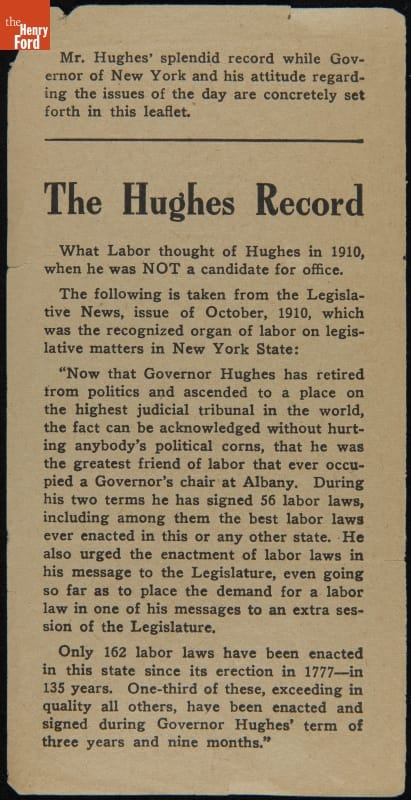 the
Henry
Ford
Mr. Hughes' splendid record while Gov-
ernor of New York and his attitude regard-
ing the issues of the day are concretely set
forth in this leaflet.
The Hughes Record
What Labor thought of Hughes in 1910,
when he was NOT a candidate for office.
The following is taken from the Legisla-
tive News, issue of October, 1910, which
was the recognized organ of labor on legis-
lative matters in New York State:
"Now that Governor Hughes has retired
from politics and ascended to a place on
the highest judicial tribunal in the world,
the fact can be acknowledged without hurt-
ing anybody's political corns, that he was
the greatest friend of labor that ever occu-
pied a Governor's chair at Albany. During
his two terms he has signed 56 labor laws,
including among them the best labor laws
ever enacted in this or any other state. He
also urged the enactment of labor laws in
his message to the Legislature, even going
so far as to place the demand for a labor
law in one of his messages to an extra ses-
sion of the Legislature.
Only 162 labor laws have been enacted
in this state since its erection in 1777—in
135 years. One-third of these, exceeding in
quality all others, have been enacted and
signed during Governor Hughes' term of
three years and nine months."